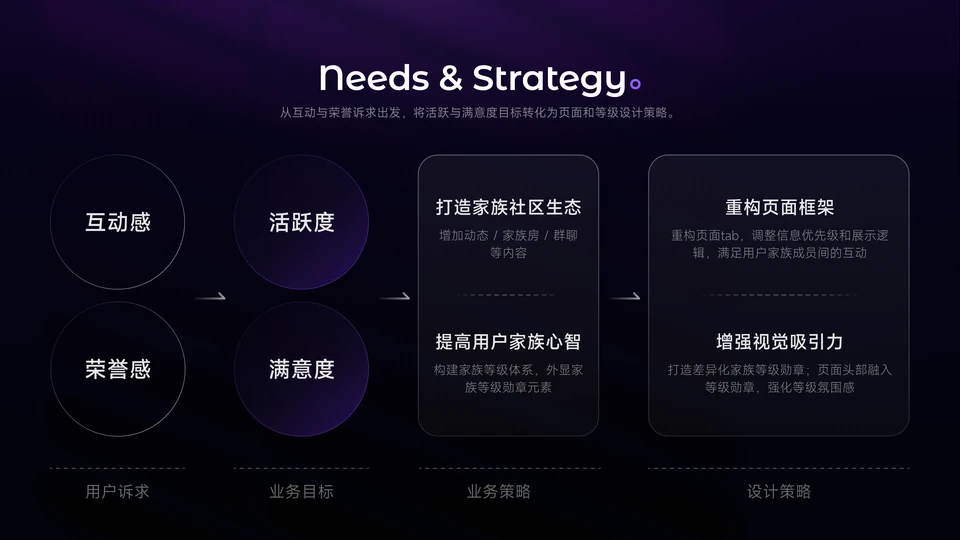 Needs & Strategy
从互动与荣誉诉求出发，将活跃与满意度目标转化为页面和等级设计策略。
互动感
荣誉感
用户诉求
活跃度
满意度
业务目标
打造家族社区生态
增加动态 / 家族房 / 群聊
等内容
提高用户家族心智
构建家族等级体系，外显家
族等级勋章元素
业务策略
重构页面框架
重构页面tab，调整信息优先级和展示逻
辑，满足用户家族成员间的互动
增强视觉吸引力
打造差异化家族等级勋章；页面头部融入
等级勋章，强化等级氛围感
设计策略